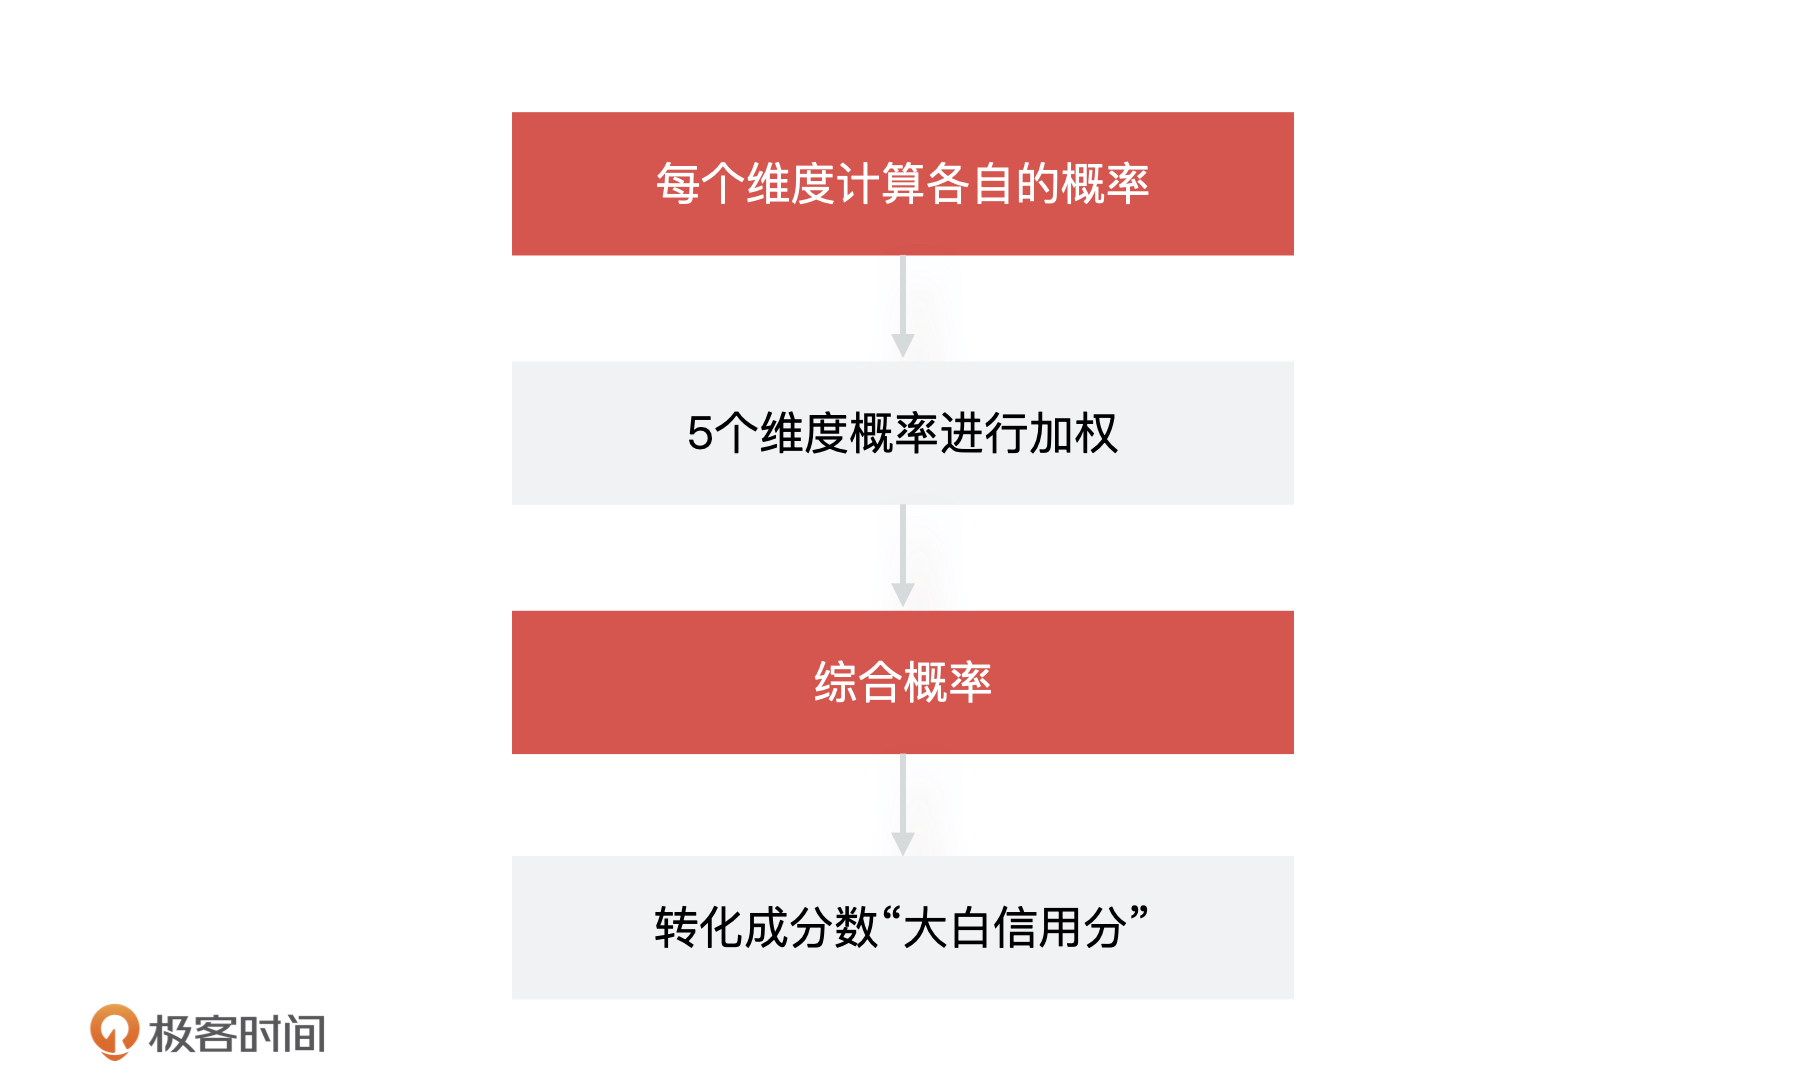 每个维度计算各自的概率
5个维度概率进行加权
综合概率
转化成分数“大白信用分”
极客时间